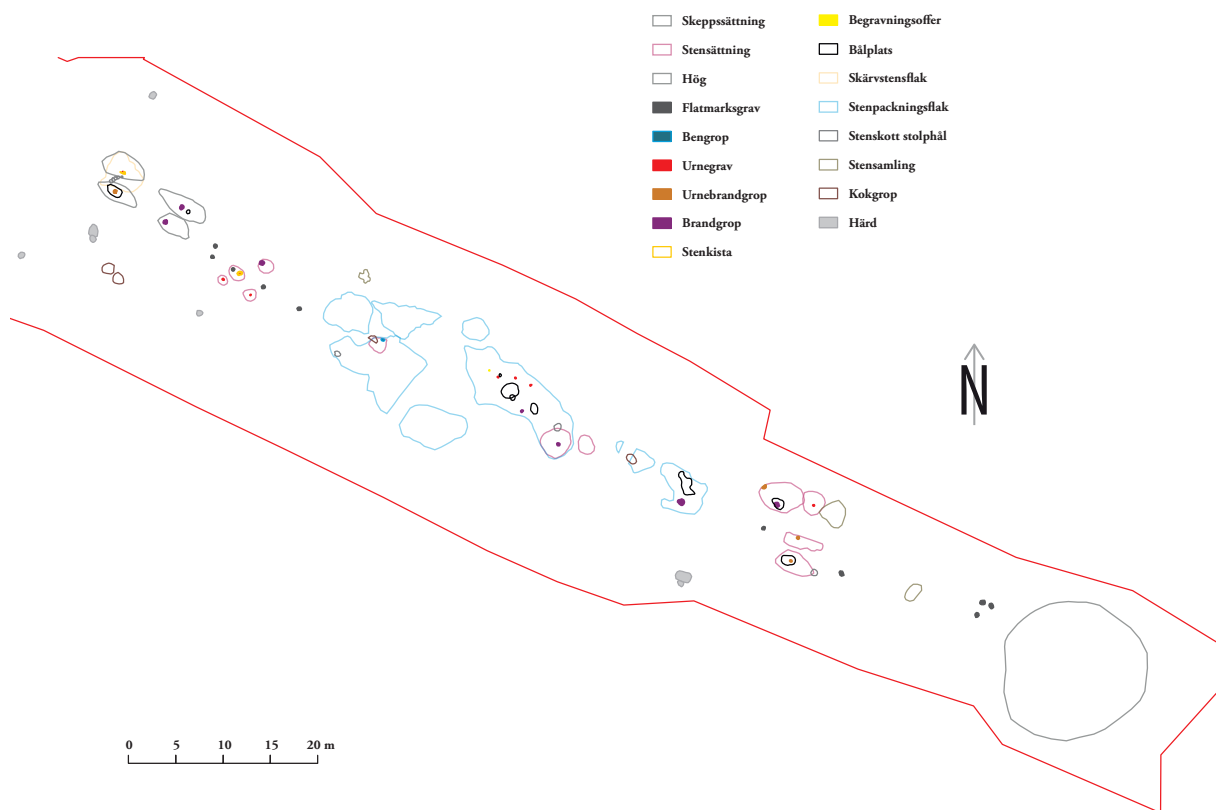 Skeppssättning
Stensättning
Hög
Flatmarksgrav
Bengrop
Urnegrav
Urnebrandgrop
Brandgrop
Stenkista
Begravningsoffer
Bålplats
Skärvstensflak
Stenpackningsflak
Stenskott stolphål
Stensamling
Kokgrop
Härd
N
0 5 10 15 20 m